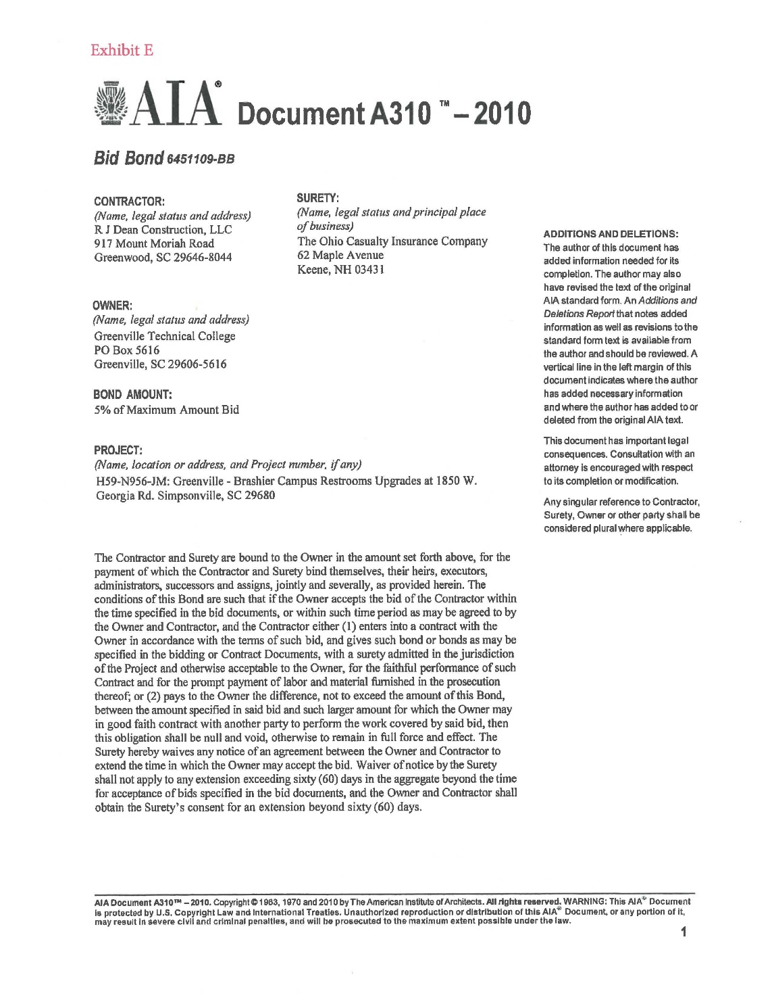 Exhibit E
AIA® Document A310™ – 2010
Bid Bond 6451109-BB
CONTRACTOR:
(Name, legal status and address)
R J Dean Construction, LLC
917 Mount Moriah Road
Greenwood, SC 29646-8044
SURETY:
(Name, legal status and principal place
of business)
The Ohio Casualty Insurance Company
62 Maple Avenue
Keene, NH 03431
OWNER:
(Name, legal status and address)
Greenville Technical College
PO Box 5616
Greenville, SC 29606-5616
BOND AMOUNT:
5% of Maximum Amount Bid
PROJECT:
(Name, location or address, and Project number, if any)
H59-N956-JM: Greenville - Brashier Campus Restrooms Upgrades at 1850 W.
Georgia Rd. Simpsonville, SC 29680
ADDITIONS AND DELETIONS:
The author of this document has
added information needed for its
completion. The author may also
have revised the text of the original
AIA standard form. An Additions and
Deletions Report that notes added
information as well as revisions to the
standard form text is available from
the author and should be reviewed. A
vertical line in the left margin of this
document indicates where the author
has added necessary information
and where the author has added to or
deleted from the original AIA text.
This document has important legal
consequences. Consultation with an
attorney is encouraged with respect
to its completion or modification.
Any singular reference to Contractor,
Surety, Owner or other party shall be
considered plural where applicable.
The Contractor and Surety are bound to the Owner in the amount set forth above, for the
payment of which the Contractor and Surety bind themselves, their heirs, executors,
administrators, successors and assigns, jointly and severally, as provided herein. The
conditions of this Bond are such that if the Owner accepts the bid of the Contractor within
the time specified in the bid documents, or within such time period as may be agreed to by
the Owner and Contractor, and the Contractor either (1) enters into a contract with the
Owner in accordance with the terms of such bid, and gives such bond or bonds as may be
specified in the bidding or Contract Documents, with a surety admitted in the jurisdiction
of the Project and otherwise acceptable to the Owner, for the faithful performance of such
Contract and for the prompt payment of labor and material furnished in the prosecution
thereof; or (2) pays to the Owner the difference, not to exceed the amount of this Bond,
between the amount specified in said bid and such larger amount for which the Owner may
in good faith contract with another party to perform the work covered by said bid, then
this obligation shall be null and void, otherwise to remain in full force and effect. The
Surety hereby waives any notice of an agreement between the Owner and Contractor to
extend the time in which the Owner may accept the bid. Waiver of notice by the Surety
shall not apply to any extension exceeding sixty (60) days in the aggregate beyond the time
for acceptance of bids specified in the bid documents, and the Owner and Contractor shall
obtain the Surety's consent for an extension beyond sixty (60) days.
AIA Document A310™ – 2010. Copyright © 1963, 1970 and 2010 by The American Institute of Architects. All rights reserved. WARNING: This AIA® Document
is protected by U.S. Copyright Law and International Treaties. Unauthorized reproduction or distribution of this AIA® Document, or any portion of it,
may result in severe civil and criminal penalties, and will be prosecuted to the maximum extent possible under the law.
1